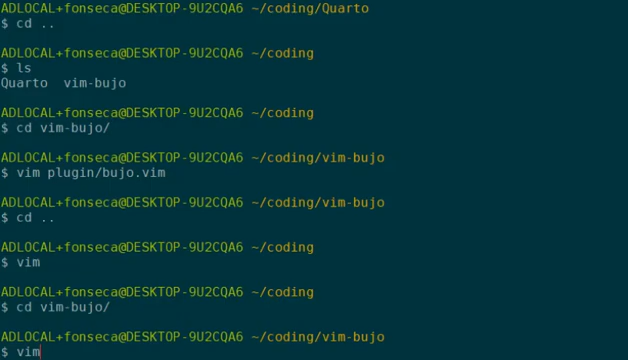 ADLOCAL+fonseca@DESKTOP-9U2CQA6 ~/coding/Quarto
$ cd ..
ADLOCAL+fonseca@DESKTOP-9U2CQA6 ~/coding
$ ls
Quarto  vim-bujo
ADLOCAL+fonseca@DESKTOP-9U2CQA6 ~/coding
$ cd vim-bujo/
ADLOCAL+fonseca@DESKTOP-9U2CQA6 ~/coding/vim-bujo
$ vim plugin/bujo.vim
ADLOCAL+fonseca@DESKTOP-9U2CQA6 ~/coding/vim-bujo
$ cd ..
ADLOCAL+fonseca@DESKTOP-9U2CQA6 ~/coding
$ vim
ADLOCAL+fonseca@DESKTOP-9U2CQA6 ~/coding
$ cd vim-bujo/
ADLOCAL+fonseca@DESKTOP-9U2CQA6 ~/coding/vim-bujo
$ vim